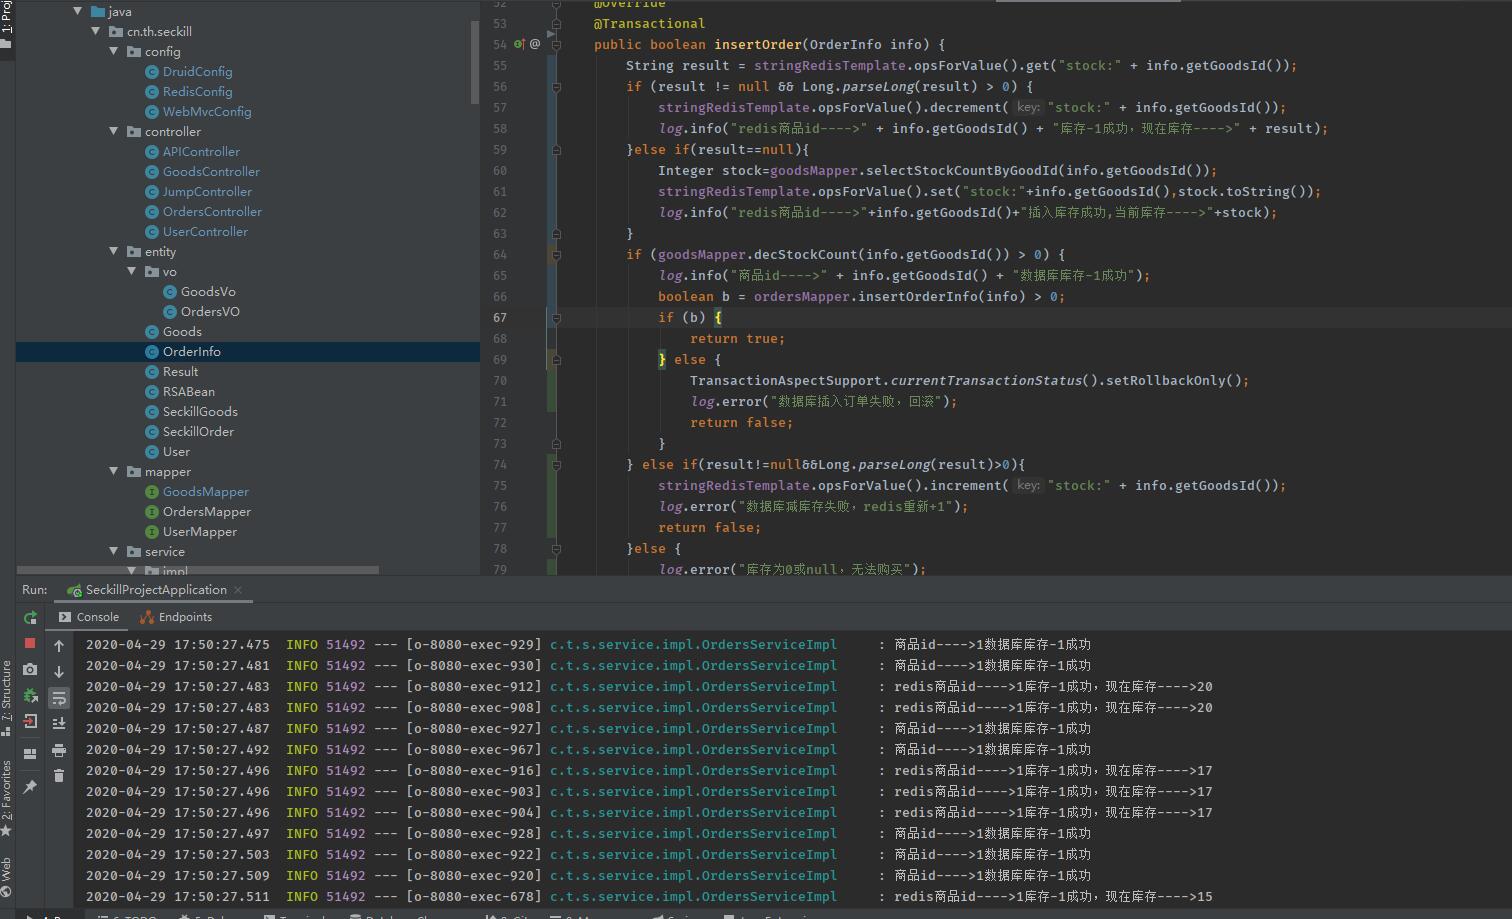 java
cn.th.seckill
config
DruidConfig
RedisConfig
WebMvcConfig
controller
APIController
GoodsController
JumpController
OrdersController
UserController
entity
vo
GoodsVo
OrdersVO
Goods
OrderInfo
Result
RSABean
SeckillGoods
SeckillOrder
User
mapper
GoodsMapper
OrdersMapper
UserMapper
service
impl
52 @Override
53 @Transactional
54 public boolean insertOrder(OrderInfo info) {
55 String result = stringRedisTemplate.opsForValue().get("stock:" + info.getGoodsId());
56 if (result != null && Long.parseLong(result) > 0) {
57 stringRedisTemplate.opsForValue().decrement( key: "stock:" + info.getGoodsId());
58 log.info("redis商品id---->" + info.getGoodsId() + "库存-1成功，现在库存---->" + result);
59 }else if(result==null){
60 Integer stock=goodsMapper.selectStockCountByGoodId(info.getGoodsId());
61 stringRedisTemplate.opsForValue().set("stock:"+info.getGoodsId(),stock.toString());
62 log.info("redis商品id---->"+info.getGoodsId()+"插入库存成功,当前库存---->"+stock);
63 }
64 if (goodsMapper.decStockCount(info.getGoodsId()) > 0) {
65 log.info("商品id---->" + info.getGoodsId() + "数据库库存-1成功");
66 boolean b = ordersMapper.insertOrderInfo(info) > 0;
67 if (b) {
68 return true;
69 } else {
70 TransactionAspectSupport.currentTransactionStatus().setRollbackOnly();
71 log.error("数据库插入订单失败，回滚");
72 return false;
73 }
74 } else if(result!=null&&Long.parseLong(result)>0){
75 stringRedisTemplate.opsForValue().increment( key: "stock:" + info.getGoodsId());
76 log.error("数据库减库存失败，redis重新+1");
77 return false;
78 }else {
79 log.error("库存为0或null，无法购买");
Run: SeckillProjectApplication
Console Endpoints
2020-04-29 17:50:27.475 INFO 51492 --- [o-8080-exec-929] c.t.s.service.impl.OrdersServiceImpl : 商品id---->1数据库库存-1成功
2020-04-29 17:50:27.481 INFO 51492 --- [o-8080-exec-930] c.t.s.service.impl.OrdersServiceImpl : 商品id---->1数据库库存-1成功
2020-04-29 17:50:27.483 INFO 51492 --- [o-8080-exec-912] c.t.s.service.impl.OrdersServiceImpl : redis商品id---->1库存-1成功，现在库存---->20
2020-04-29 17:50:27.483 INFO 51492 --- [o-8080-exec-908] c.t.s.service.impl.OrdersServiceImpl : redis商品id---->1库存-1成功，现在库存---->20
2020-04-29 17:50:27.487 INFO 51492 --- [o-8080-exec-927] c.t.s.service.impl.OrdersServiceImpl : 商品id---->1数据库库存-1成功
2020-04-29 17:50:27.492 INFO 51492 --- [o-8080-exec-967] c.t.s.service.impl.OrdersServiceImpl : 商品id---->1数据库库存-1成功
2020-04-29 17:50:27.496 INFO 51492 --- [o-8080-exec-916] c.t.s.service.impl.OrdersServiceImpl : redis商品id---->1库存-1成功，现在库存---->17
2020-04-29 17:50:27.496 INFO 51492 --- [o-8080-exec-903] c.t.s.service.impl.OrdersServiceImpl : redis商品id---->1库存-1成功，现在库存---->17
2020-04-29 17:50:27.496 INFO 51492 --- [o-8080-exec-904] c.t.s.service.impl.OrdersServiceImpl : redis商品id---->1库存-1成功，现在库存---->17
2020-04-29 17:50:27.497 INFO 51492 --- [o-8080-exec-928] c.t.s.service.impl.OrdersServiceImpl : 商品id---->1数据库库存-1成功
2020-04-29 17:50:27.503 INFO 51492 --- [o-8080-exec-922] c.t.s.service.impl.OrdersServiceImpl : 商品id---->1数据库库存-1成功
2020-04-29 17:50:27.509 INFO 51492 --- [o-8080-exec-920] c.t.s.service.impl.OrdersServiceImpl : 商品id---->1数据库库存-1成功
2020-04-29 17:50:27.511 INFO 51492 --- [o-8080-exec-678] c.t.s.service.impl.OrdersServiceImpl : redis商品id---->1库存-1成功，现在库存---->15
7: Structure
2: Favorites
Web